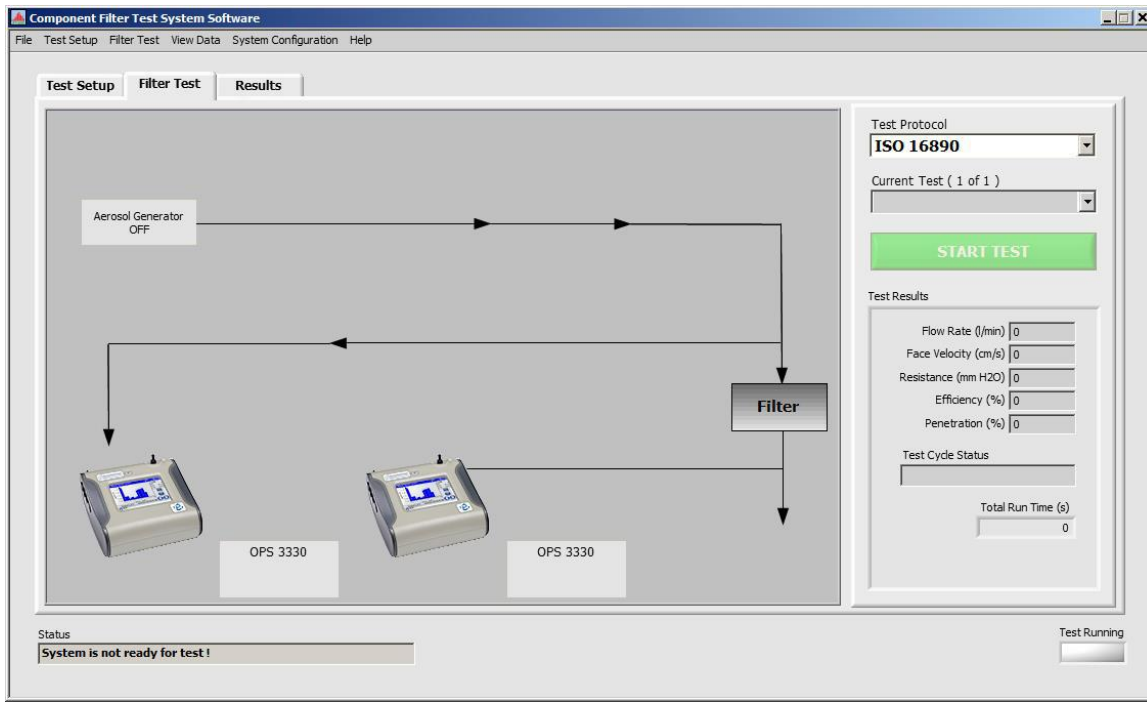 Component Filter Test System Software
File Test Setup Filter Test View Data System Configuration Help
Test Setup Filter Test Results
Aerosol Generator
OFF
Filter
OPS 3330
OPS 3330
Test Protocol
ISO 16890
Current Test ( 1 of 1 )
START TEST
Test Results
Flow Rate (l/min) 0
Face Velocity (cm/s) 0
Resistance (mm H2O) 0
Efficiency (%) 0
Penetration (%) 0
Test Cycle Status
Total Run Time (s)
0
Status
System is not ready for test !
Test Running